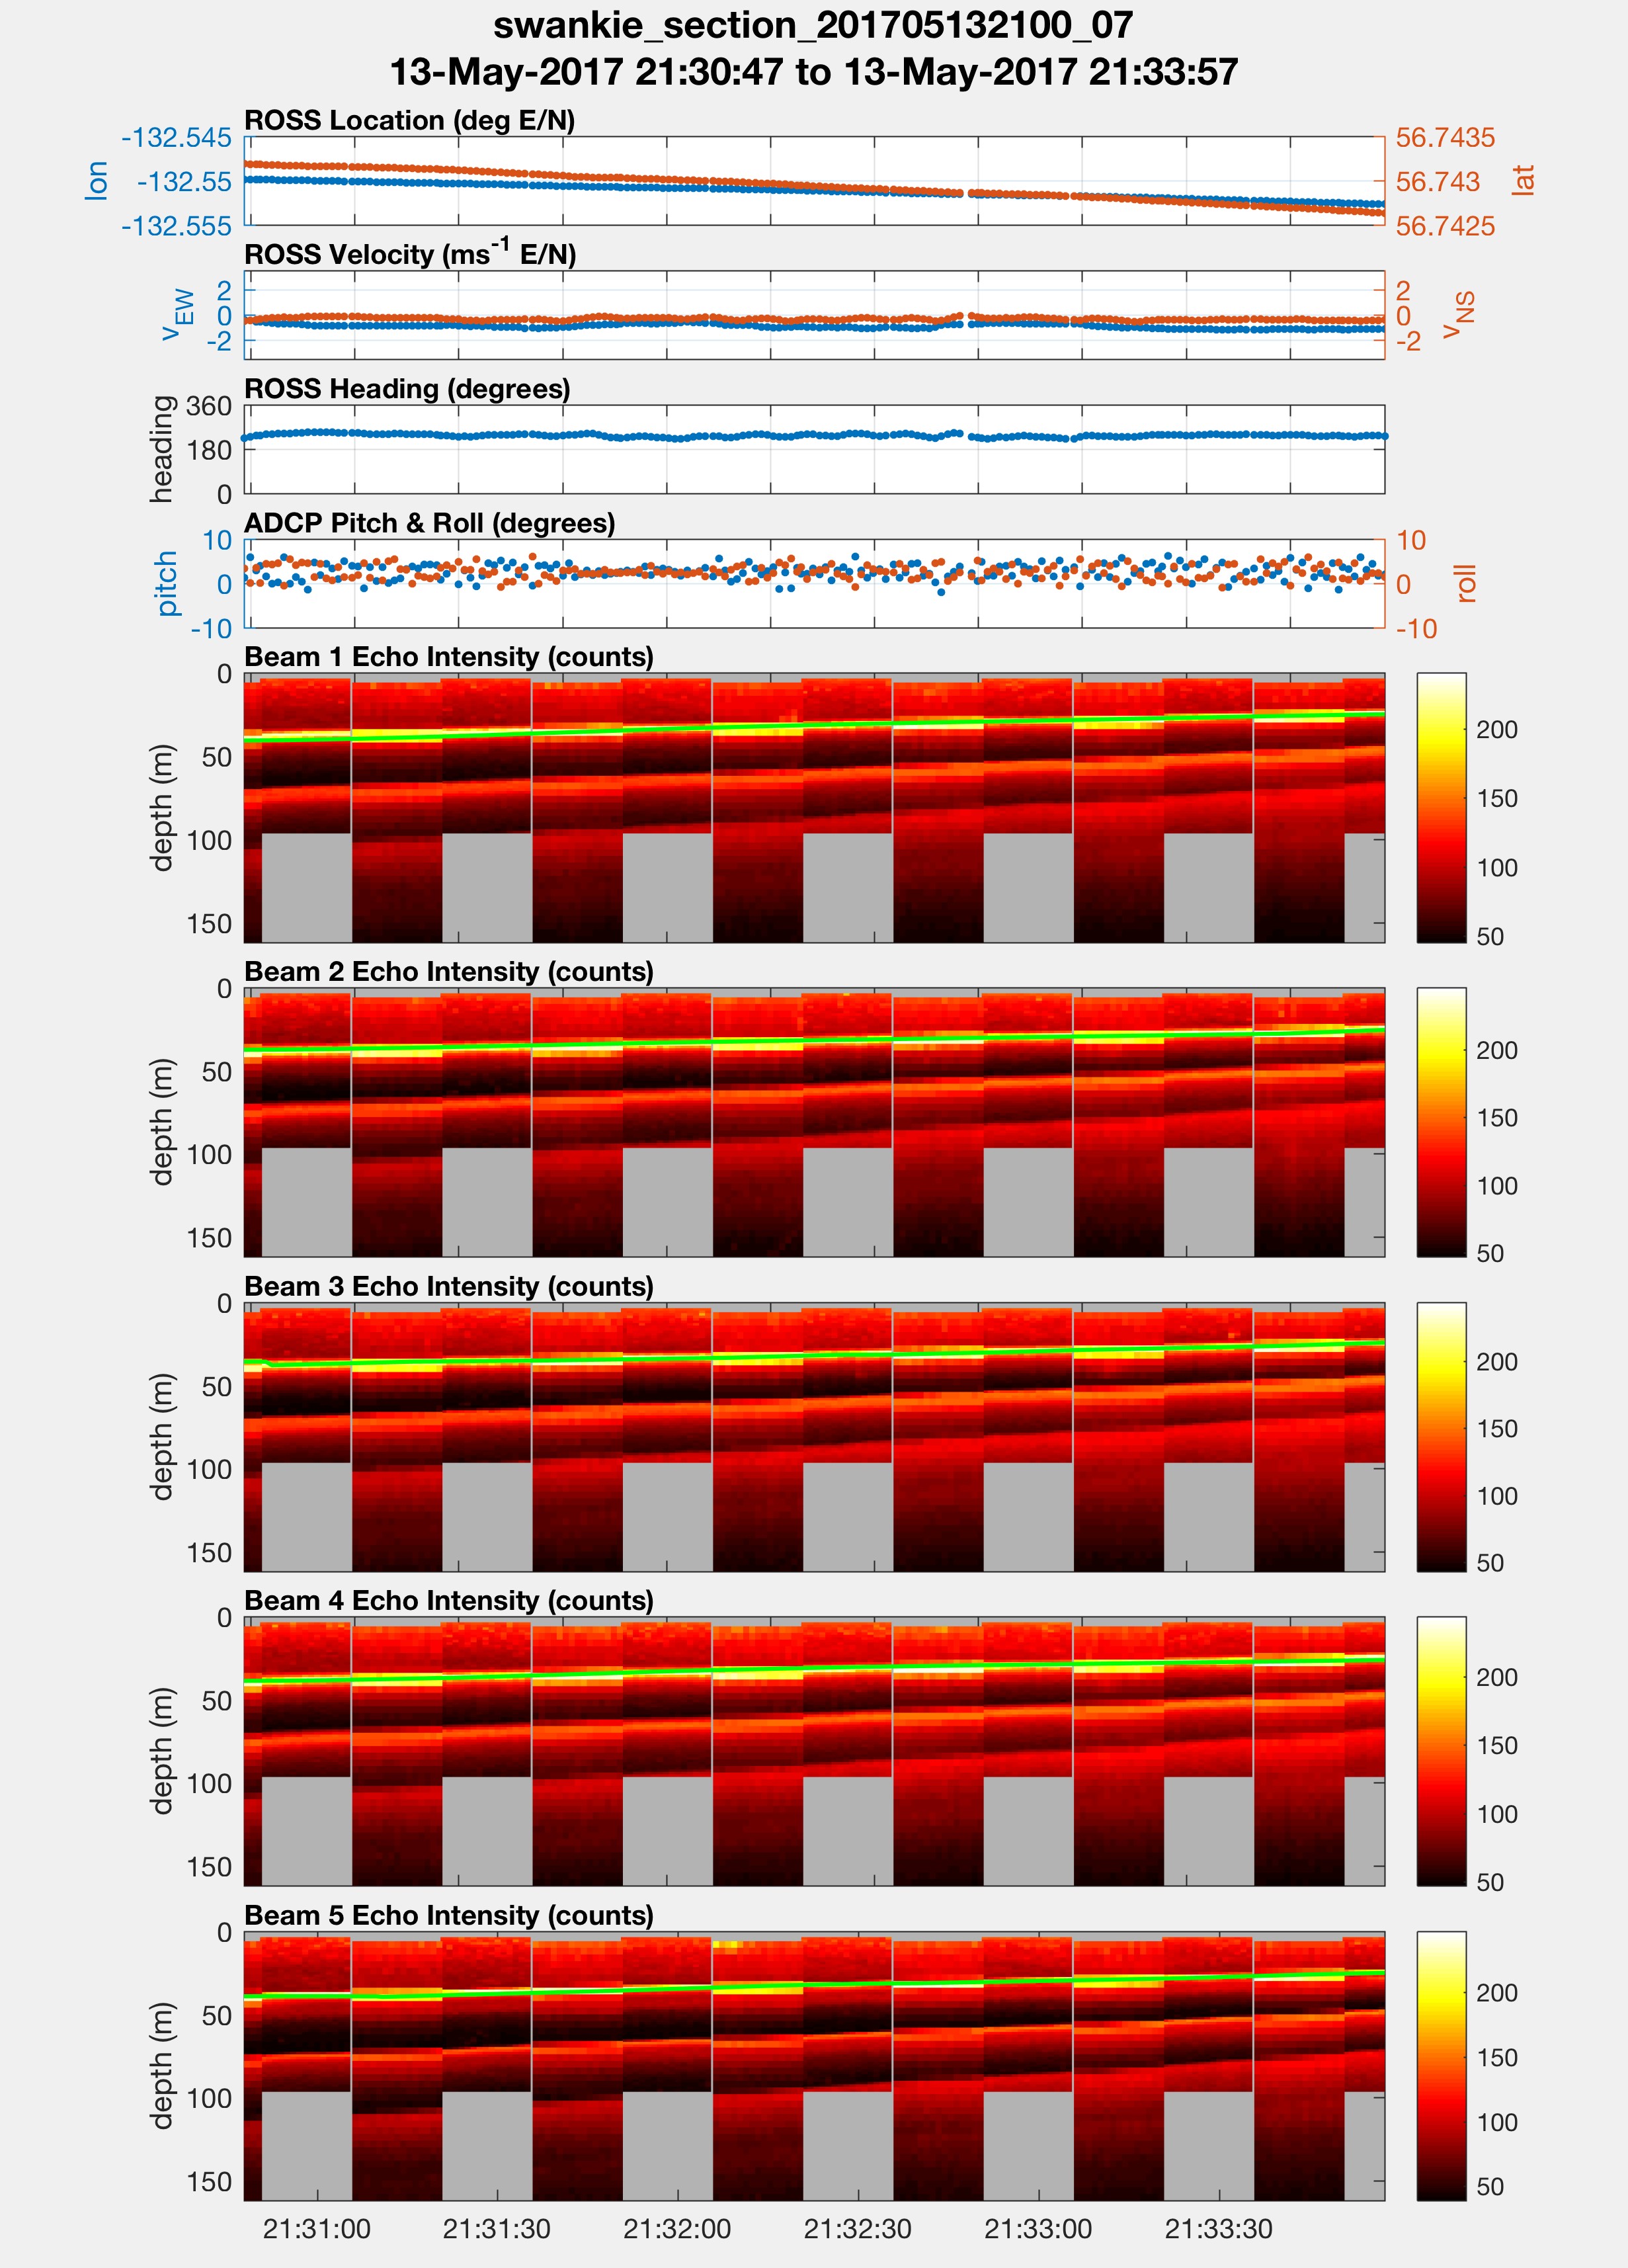 swankie_section_201705132100_07
13-May-2017 21:30:47 to 13-May-2017 21:33:57
ROSS Location (deg E/N)
-132.545
-132.55
-132.555
lon
56.7435
56.743
56.7425
lat
ROSS Velocity (ms-1 E/N)
2
0
-2
vEW
2
0
-2
vNS
ROSS Heading (degrees)
360
180
0
heading
ADCP Pitch & Roll (degrees)
10
0
-10
pitch
10
0
-10
roll
Beam 1 Echo Intensity (counts)
0
50
100
150
depth (m)
200
150
100
50
Beam 2 Echo Intensity (counts)
0
50
100
150
depth (m)
200
150
100
50
Beam 3 Echo Intensity (counts)
0
50
100
150
depth (m)
200
150
100
50
Beam 4 Echo Intensity (counts)
0
50
100
150
depth (m)
200
150
100
50
Beam 5 Echo Intensity (counts)
0
50
100
150
depth (m)
200
150
100
50
21:31:00 21:31:30 21:32:00 21:32:30 21:33:00 21:33:30